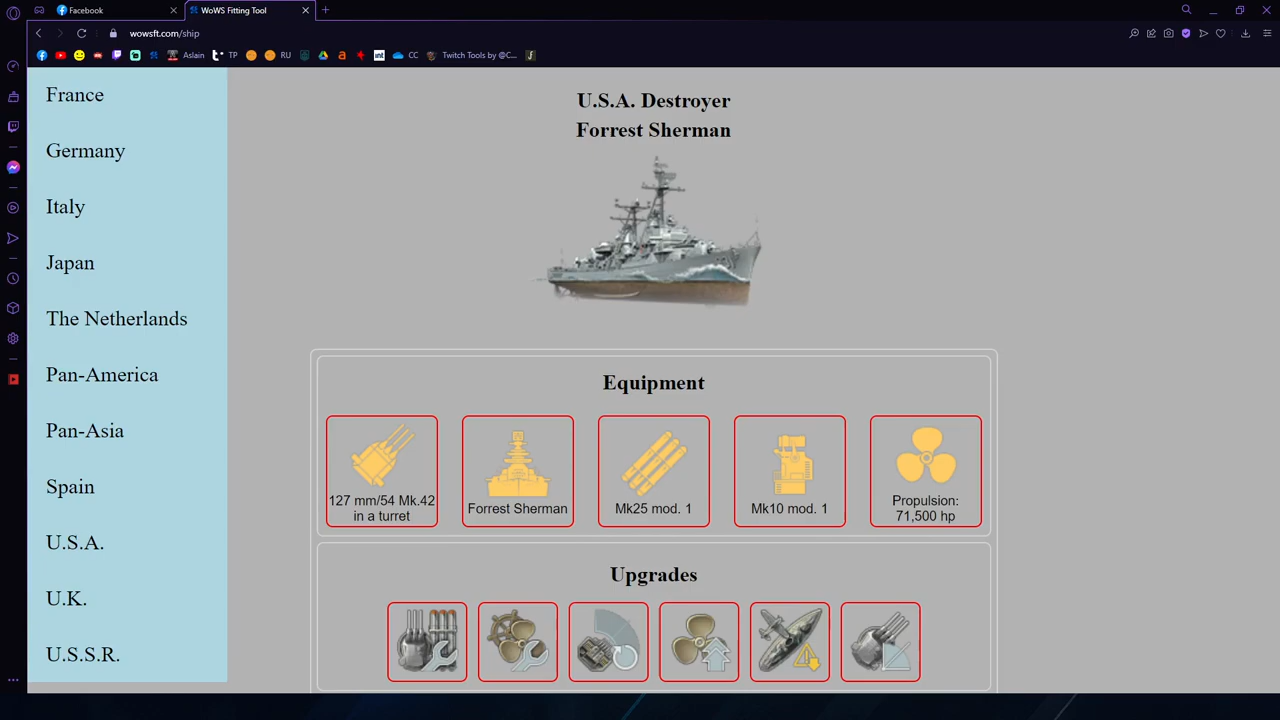 Facebook
WoWS Fitting Tool
wowsft.com/ship
Aslain
TP
RU
int
CC
Twitch Tools by @C...
France
Germany
Italy
Japan
The Netherlands
Pan-America
Pan-Asia
Spain
U.S.A.
U.K.
U.S.S.R.
U.S.A. Destroyer
Forrest Sherman
Equipment
127 mm/54 Mk.42
in a turret
Forrest Sherman
Mk25 mod. 1
Mk10 mod. 1
Propulsion:
71,500 hp
Upgrades